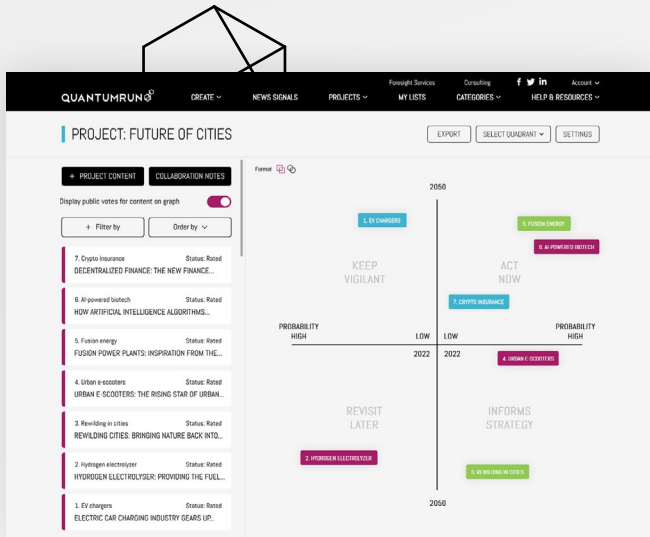 Foresight Services Consulting Account
QUANTUMRUN
CREATE NEWS SIGNALS PROJECTS MY LISTS CATEGORIES HELP & RESOURCES
PROJECT: FUTURE OF CITIES
EXPORT SELECT QUADRANT SETTINGS
+ PROJECT CONTENT COLLABORATION NOTES
Display public votes for content on graph
+ Filter by Order by
7. Crypto insurance Status: Rated
DECENTRALIZED FINANCE: THE NEW FINANCE...
6. AI-powered biotech Status: Rated
HOW ARTIFICIAL INTELLIGENCE ALGORITHMS...
5. Fusion energy Status: Rated
FUSION POWER PLANTS: INSPIRATION FROM THE...
4. Urban e-scooters Status: Rated
URBAN E-SCOOTERS: THE RISING STAR OF URBAN...
3. Rewilding in cities Status: Rated
REWILDING CITIES: BRINGING NATURE BACK INTO...
2. Hydrogen electrolyzer Status: Rated
HYDROGEN ELECTROLYSER: PROVIDING THE FUEL...
1. EV chargers Status: Rated
ELECTRIC CAR CHARGING INDUSTRY GEARS UP...
Format
2050
1. EV CHARGERS
5. FUSION ENERGY
6. AI-POWERED BIOTECH
KEEP
VIGILANT
ACT
NOW
7. CRYPTO INSURANCE
PROBABILITY
HIGH
LOW
LOW
PROBABILITY
HIGH
2022
2022
4. URBAN E-SCOOTERS
REVISIT
LATER
INFORMS
STRATEGY
2. HYDROGEN ELECTROLYZER
3. REWILDING IN CITIES
2050